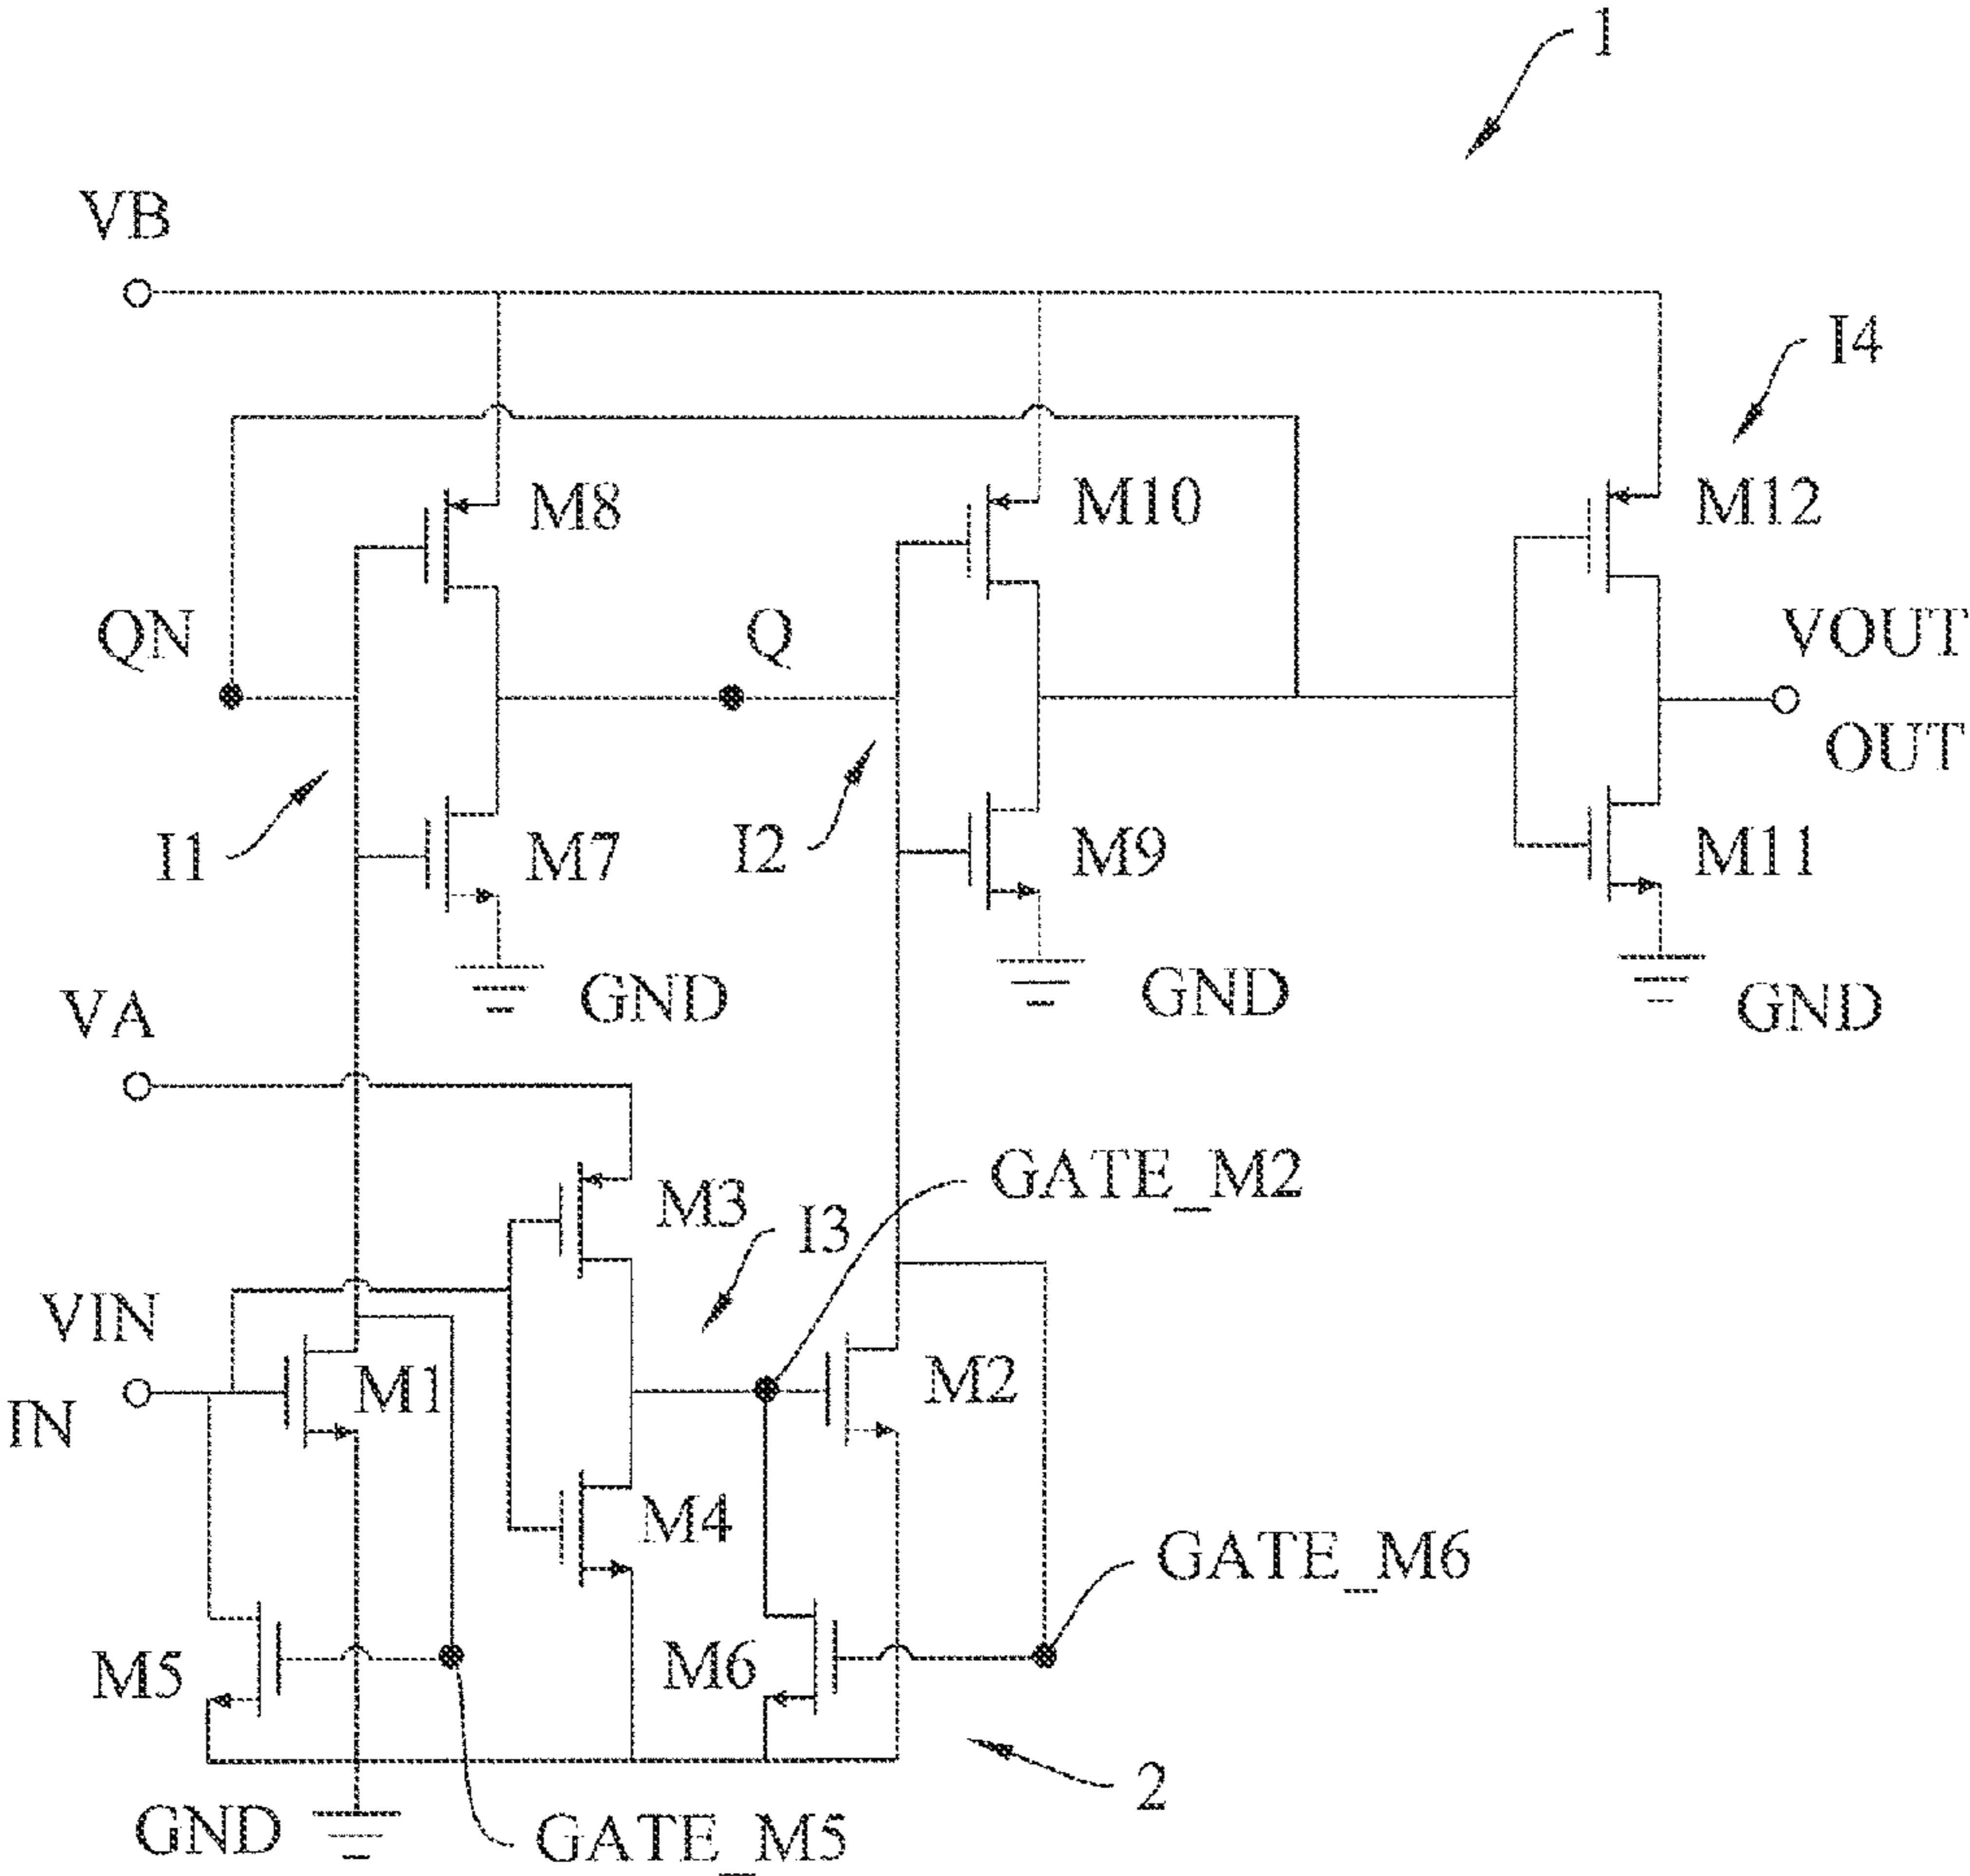 1
VB
I4
M8
M10
M12
QN
Q
VOUT
OUT
I1
M7
I2
M9
M11
GND
GND
GND
VA
M3
GATE_M2
I3
VIN
IN
M1
M2
M4
GATE_M6
M5
M6
2
GND
GATE_M5